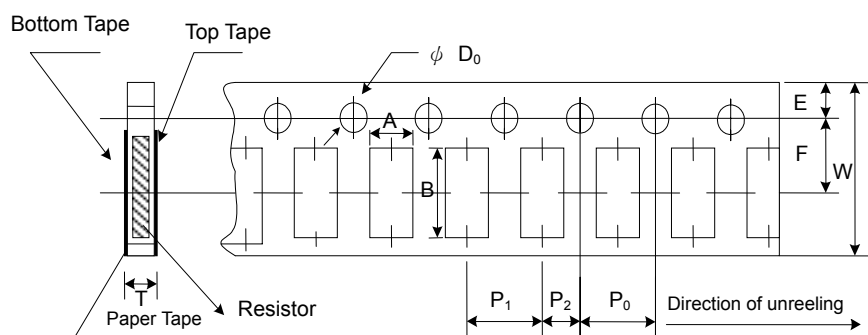 Bottom Tape
Top Tape
ϕ D₀
E
A
F
B
W
T
P₁
P₂
P₀
Direction of unreeling
Resistor
Paper Tape